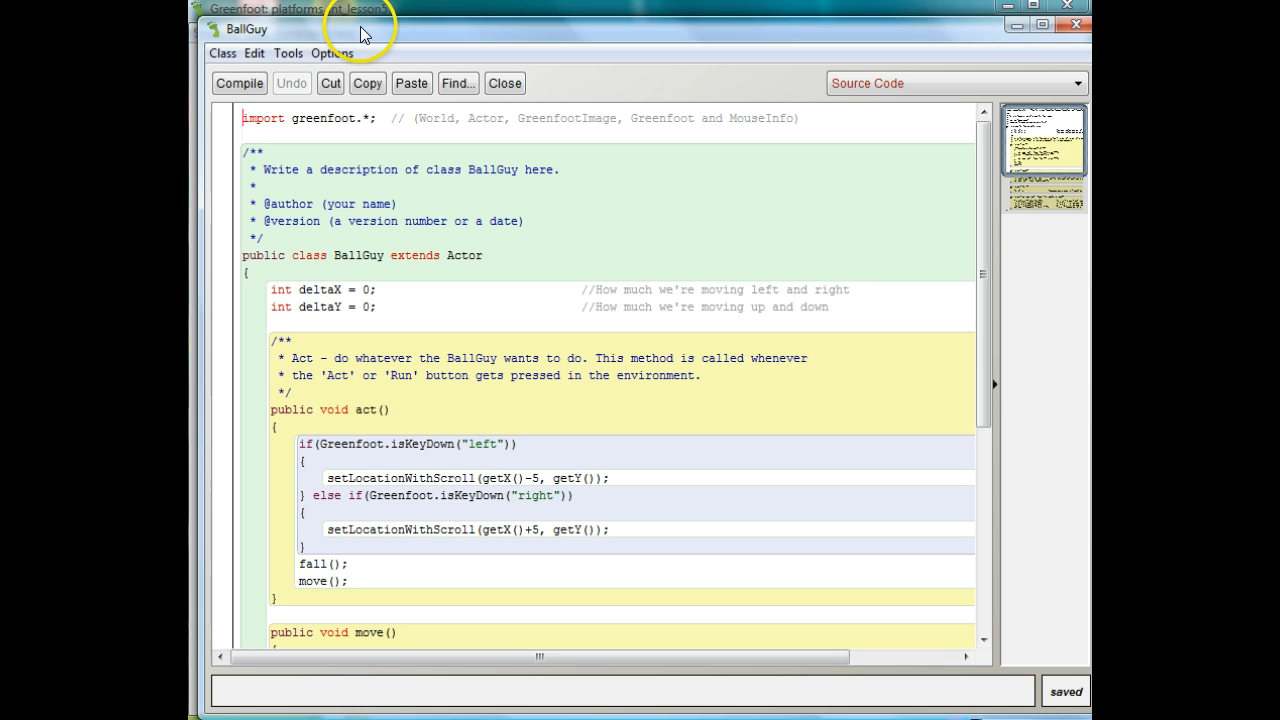 Greenfoot: platforms_int_lesson5
BallGuy
Class Edit Tools Options
Compile Undo Cut Copy Paste Find... Close Source Code
import greenfoot.*;  // (World, Actor, GreenfootImage, Greenfoot and MouseInfo)
/**
* Write a description of class BallGuy here.
*
* @author (your name)
* @version (a version number or a date)
*/
public class BallGuy extends Actor
{
int deltaX = 0; //How much we're moving left and right
int deltaY = 0; //How much we're moving up and down
/**
* Act - do whatever the BallGuy wants to do. This method is called whenever
* the 'Act' or 'Run' button gets pressed in the environment.
*/
public void act()
{
if(Greenfoot.isKeyDown("left"))
{
setLocationWithScroll(getX()-5, getY());
} else if(Greenfoot.isKeyDown("right"))
{
setLocationWithScroll(getX()+5, getY());
}
fall();
move();
}
public void move()
saved